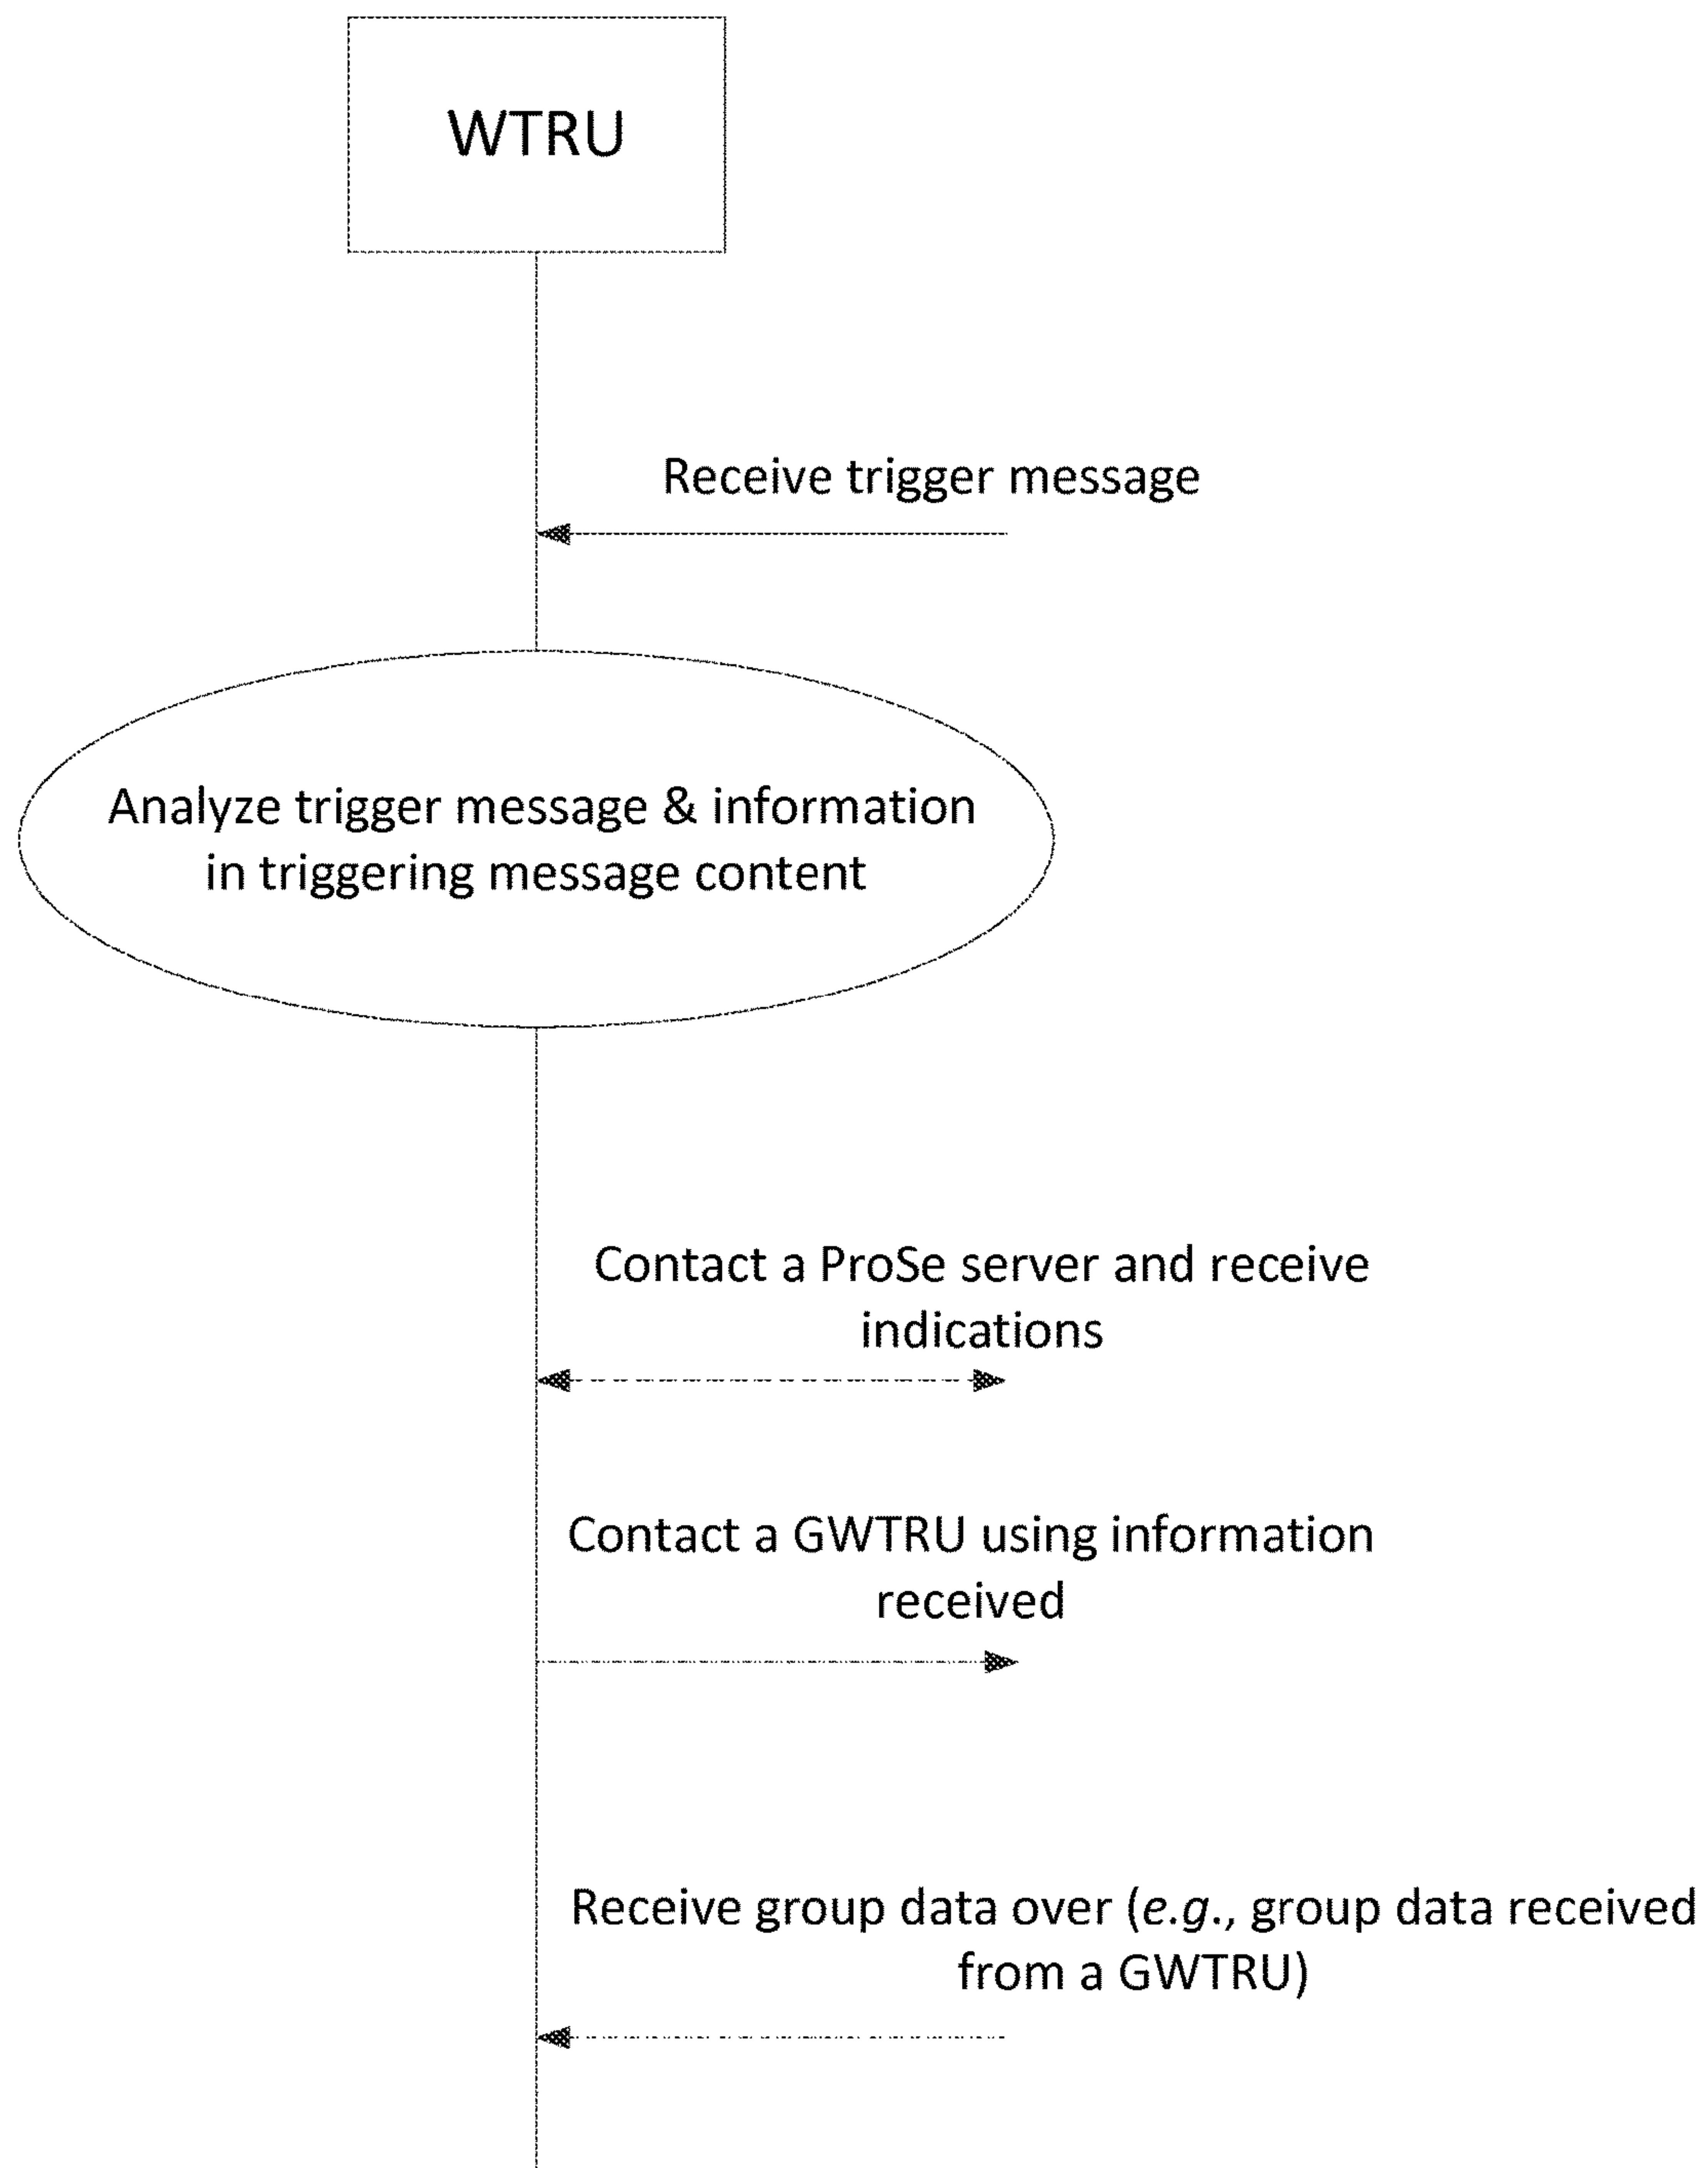 WTRU
Receive trigger message
Analyze trigger message & information
in triggering message content
Contact a ProSe server and receive
indications
Contact a GWTRU using information
received
Receive group data over (e.g., group data received
from a GWTRU)